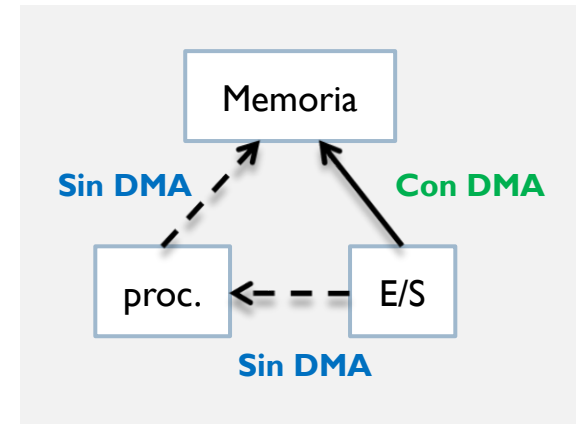 Memoria
Sin DMA
Con DMA
proc.
E/S
Sin DMA